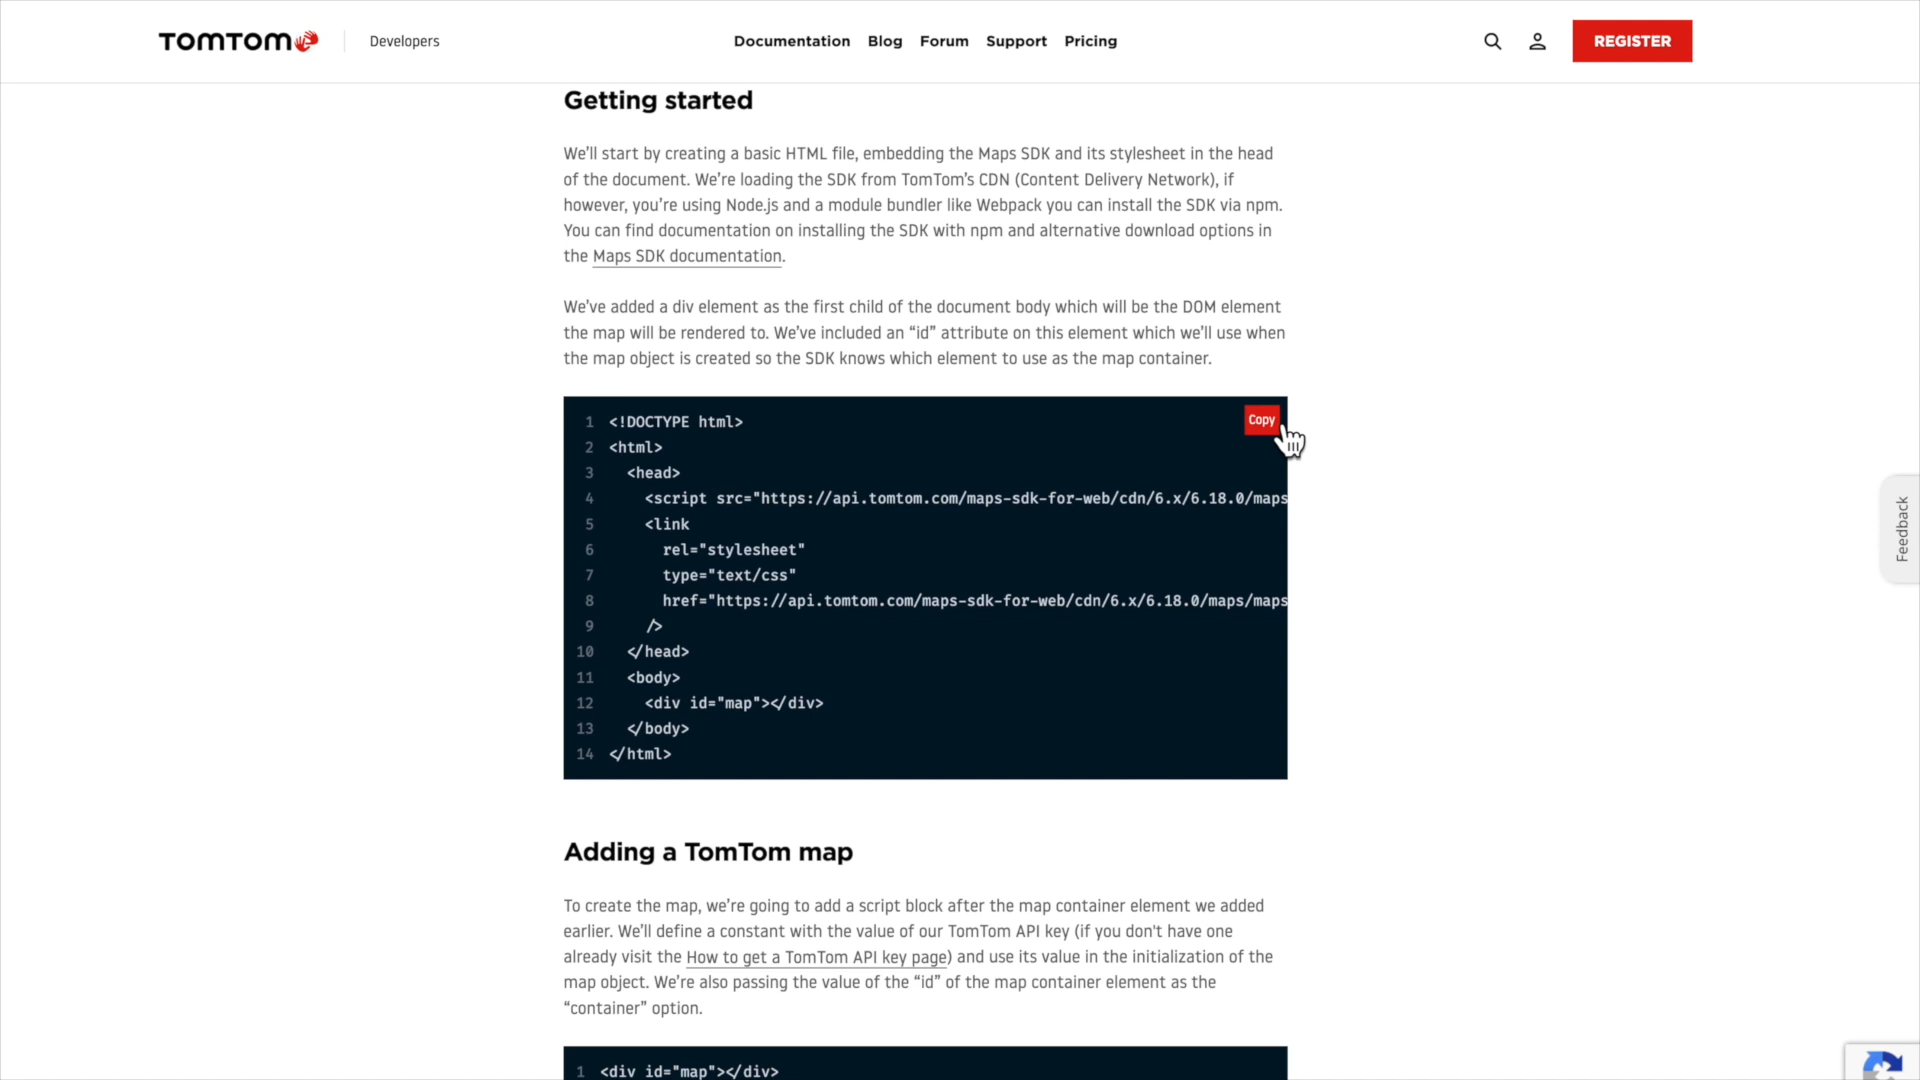 TOMTOM
Developers
Documentation Blog Forum Support Pricing
REGISTER
Getting started
We’ll start by creating a basic HTML file, embedding the Maps SDK and its stylesheet in the head
of the document. We’re loading the SDK from TomTom’s CDN (Content Delivery Network), if
however, you’re using Node.js and a module bundler like Webpack you can install the SDK via npm.
You can find documentation on installing the SDK with npm and alternative download options in
the Maps SDK documentation.
We’ve added a div element as the first child of the document body which will be the DOM element
the map will be rendered to. We’ve included an “id” attribute on this element which we’ll use when
the map object is created so the SDK knows which element to use as the map container.
Copy
1 <!DOCTYPE html>
2 <html>
3 <head>
4 <script src="https://api.tomtom.com/maps-sdk-for-web/cdn/6.x/6.18.0/maps
5 <link
6 rel="stylesheet"
7 type="text/css"
8 href="https://api.tomtom.com/maps-sdk-for-web/cdn/6.x/6.18.0/maps/maps
9 />
10 </head>
11 <body>
12 <div id="map"></div>
13 </body>
14 </html>
Feedback
Adding a TomTom map
To create the map, we’re going to add a script block after the map container element we added
earlier. We’ll define a constant with the value of our TomTom API key (if you don't have one
already visit the How to get a TomTom API key page) and use its value in the initialization of the
map object. We’re also passing the value of the “id” of the map container element as the
“container” option.
1 <div id="map"></div>